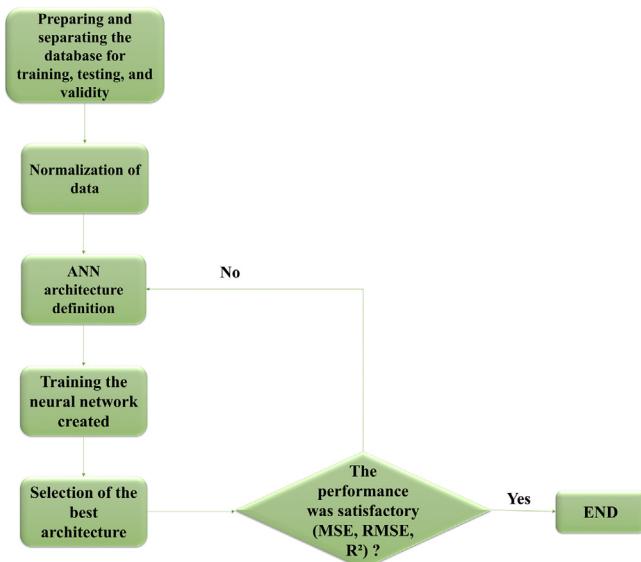 Preparing and
separating the
database for
training, testing, and
validity
Normalization of
data
ANN
architecture
definition
No
Training the
neural network
created
Selection of the
best
architecture
The
performance
was satisfactory
(MSE, RMSE,
R²) ?
Yes
END